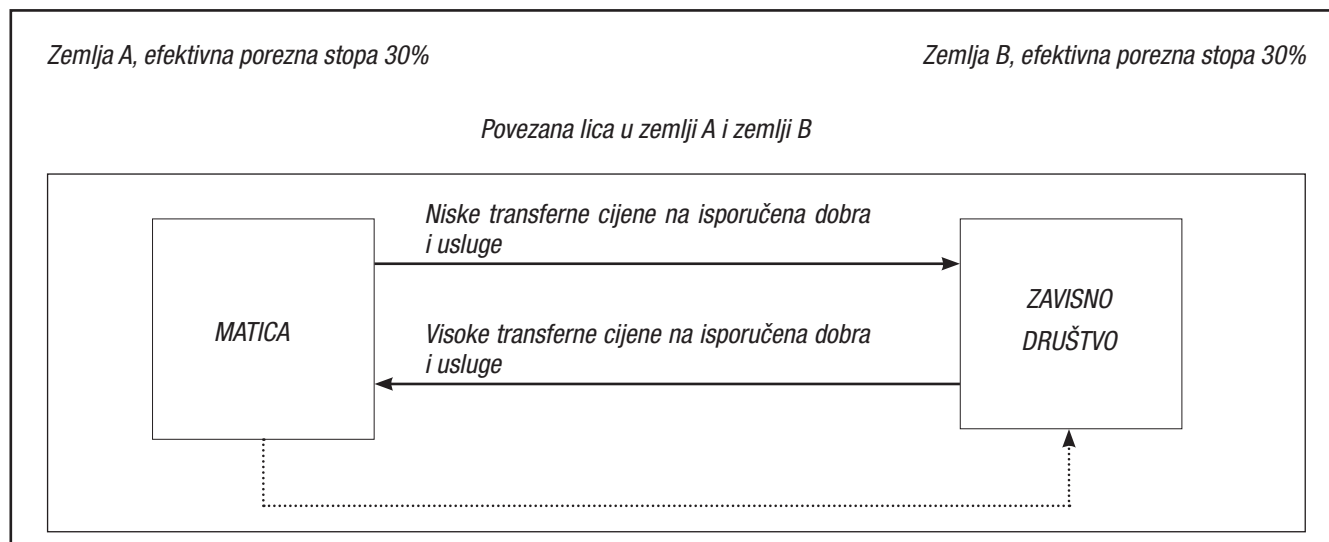 Zemlja A, efektivna porezna stopa 30%
Zemlja B, efektivna porezna stopa 30%
Povezana lica u zemlji A i zemlji B
Niske transferne cijene na isporučena dobra
i usluge
MATICA
Visoke transferne cijene na isporučena dobra
i usluge
ZAVISNO
DRUŠTVO